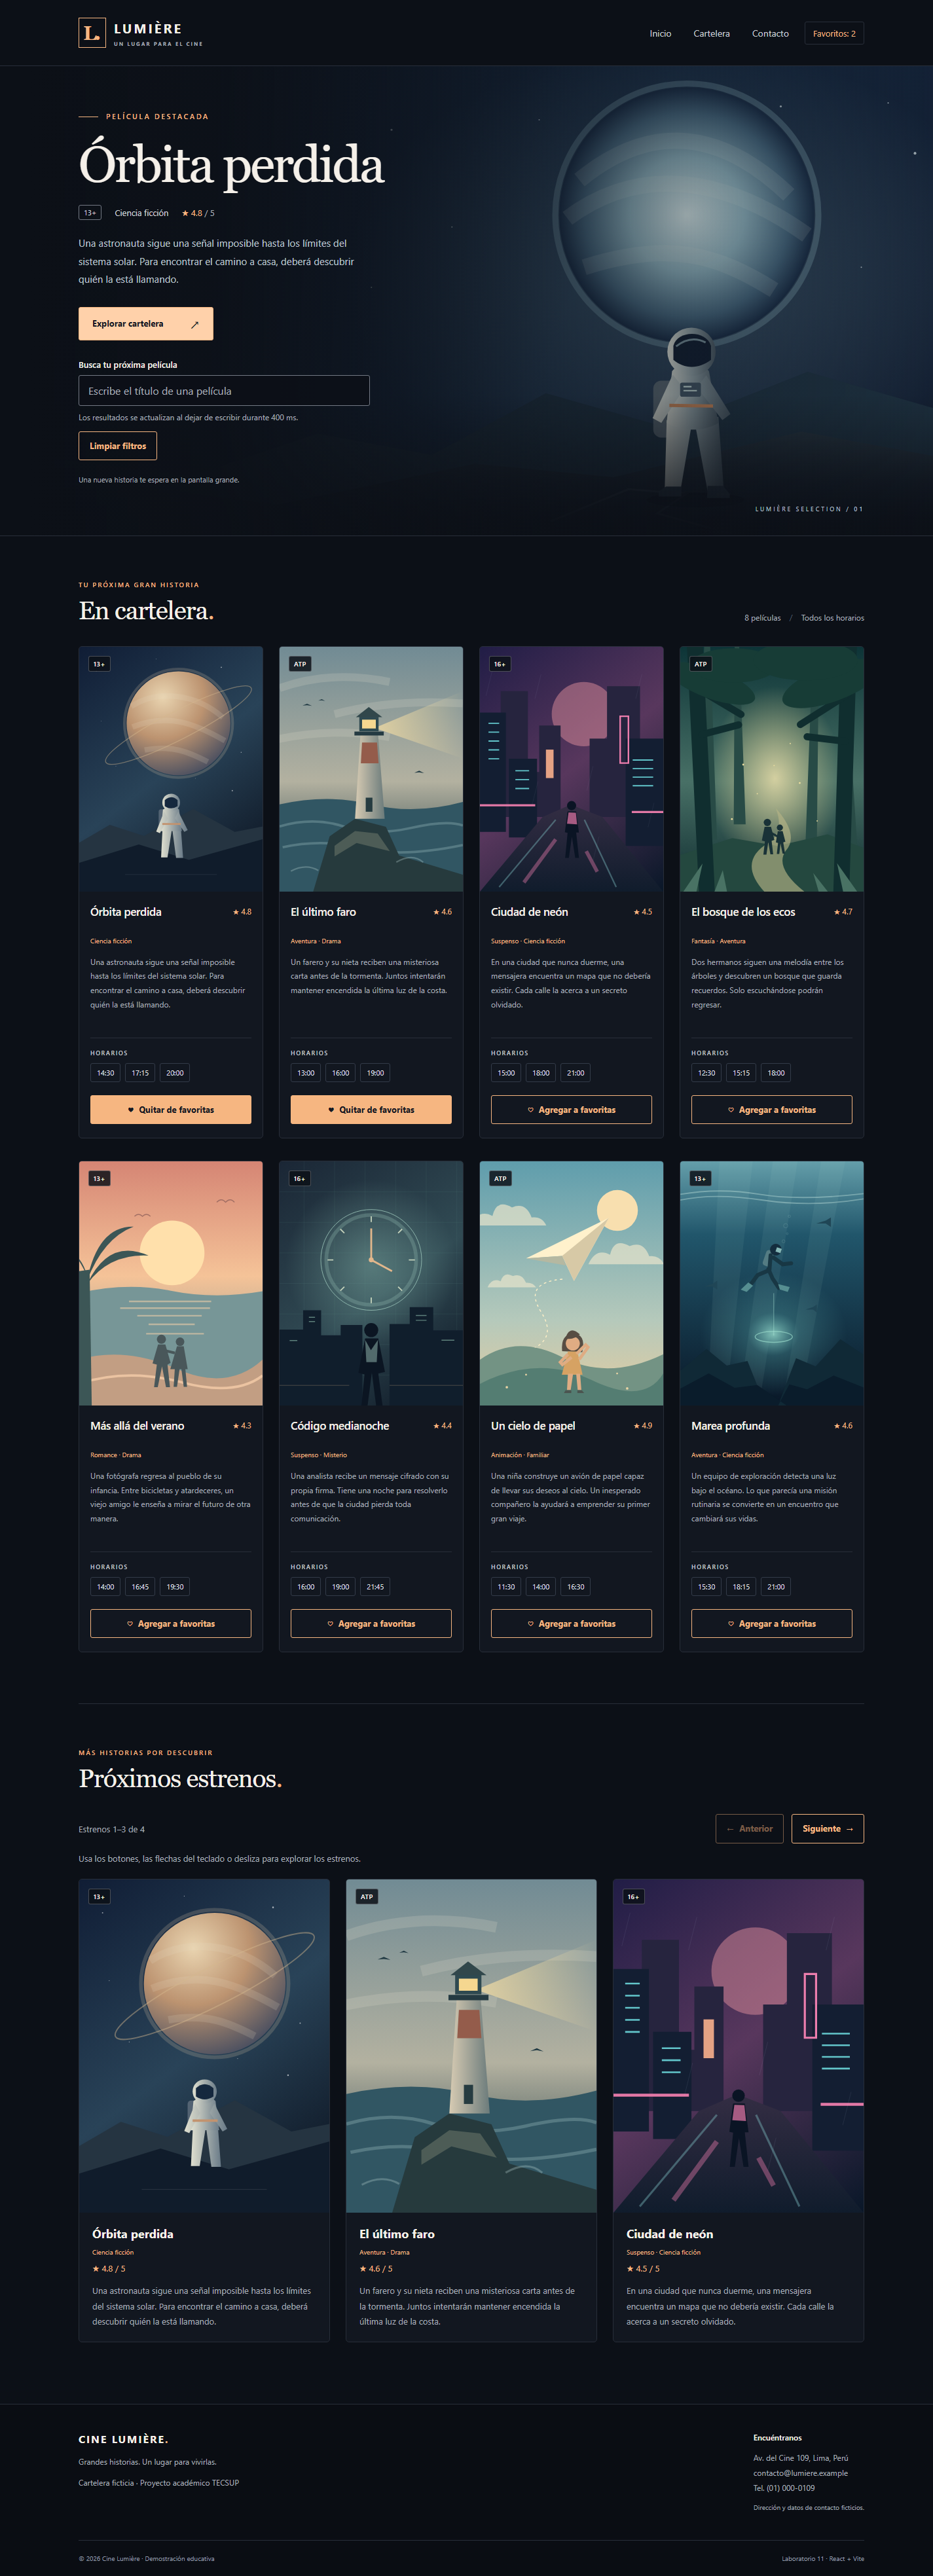 L.
LUMIÈRE
UN LUGAR PARA EL CINE
Inicio
Cartelera
Contacto
Favoritos: 2
PELÍCULA DESTACADA
Órbita perdida
13+ Ciencia ficción ★ 4.8 / 5
Una astronauta sigue una señal imposible hasta los límites del
sistema solar. Para encontrar el camino a casa, deberá descubrir
quién la está llamando.
Explorar cartelera ↗
Busca tu próxima película
Escribe el título de una película
Los resultados se actualizan al dejar de escribir durante 400 ms.
Limpiar filtros
Una nueva historia te espera en la pantalla grande.
LUMIÈRE SELECTION / 01
TU PRÓXIMA GRAN HISTORIA
En cartelera.
8 películas / Todos los horarios
13+
Órbita perdida ★ 4.8
Ciencia ficción
Una astronauta sigue una señal imposible
hasta los límites del sistema solar. Para
encontrar el camino a casa, deberá descubrir
quién la está llamando.
HORARIOS
14:30 17:15 20:00
♥ Quitar de favoritas
ATP
El último faro ★ 4.6
Aventura · Drama
Un farero y su nieta reciben una misteriosa
carta antes de la tormenta. Juntos intentarán
mantener encendida la última luz de la costa.
HORARIOS
13:00 16:00 19:00
♥ Quitar de favoritas
16+
Ciudad de neón ★ 4.5
Suspenso · Ciencia ficción
En una ciudad que nunca duerme, una
mensajera encuentra un mapa que no debería
existir. Cada calle la acerca a un secreto
olvidado.
HORARIOS
15:00 18:00 21:00
♡ Agregar a favoritas
ATP
El bosque de los ecos ★ 4.7
Fantasía · Aventura
Dos hermanos siguen una melodía entre los
árboles y descubren un bosque que guarda
recuerdos. Solo escuchándose podrán
regresar.
HORARIOS
12:30 15:15 18:00
♡ Agregar a favoritas
13+
Más allá del verano ★ 4.3
Romance · Drama
Una fotógrafa regresa al pueblo de su
infancia. Entre bicicletas y atardeceres, un
viejo amigo le enseña a mirar el futuro de otra
manera.
HORARIOS
14:00 16:45 19:30
♡ Agregar a favoritas
16+
Código medianoche ★ 4.4
Suspenso · Misterio
Una analista recibe un mensaje cifrado con su
propia firma. Tiene una noche para resolverlo
antes de que la ciudad pierda toda
comunicación.
HORARIOS
16:00 19:00 21:45
♡ Agregar a favoritas
ATP
Un cielo de papel ★ 4.9
Animación · Familiar
Una niña construye un avión de papel capaz
de llevar sus deseos al cielo. Un inesperado
compañero la ayudará a emprender su primer
gran viaje.
HORARIOS
11:30 14:00 16:30
♡ Agregar a favoritas
13+
Marea profunda ★ 4.6
Aventura · Ciencia ficción
Un equipo de exploración detecta una luz
bajo el océano. Lo que parecía una misión
rutinaria se convierte en un encuentro que
cambiará sus vidas.
HORARIOS
15:30 18:15 21:00
♡ Agregar a favoritas
MÁS HISTORIAS POR DESCUBRIR
Próximos estrenos.
Estrenos 1–3 de 4
← Anterior
Siguiente →
Usa los botones, las flechas del teclado o desliza para explorar los estrenos.
13+
Órbita perdida
Ciencia ficción
★ 4.8 / 5
Una astronauta sigue una señal imposible hasta los límites
del sistema solar. Para encontrar el camino a casa, deberá
descubrir quién la está llamando.
ATP
El último faro
Aventura · Drama
★ 4.6 / 5
Un farero y su nieta reciben una misteriosa carta antes de
la tormenta. Juntos intentarán mantener encendida la
última luz de la costa.
16+
Ciudad de neón
Suspenso · Ciencia ficción
★ 4.5 / 5
En una ciudad que nunca duerme, una mensajera
encuentra un mapa que no debería existir. Cada calle la
acerca a un secreto olvidado.
CINE LUMIÈRE.
Grandes historias. Un lugar para vivirlas.
Cartelera ficticia · Proyecto académico TECSUP
Encuéntranos
Av. del Cine 109, Lima, Perú
contacto@lumiere.example
Tel. (01) 000-0109
Dirección y datos de contacto ficticios.
© 2026 Cine Lumière · Demostración educativa
Laboratorio 11 · React + Vite